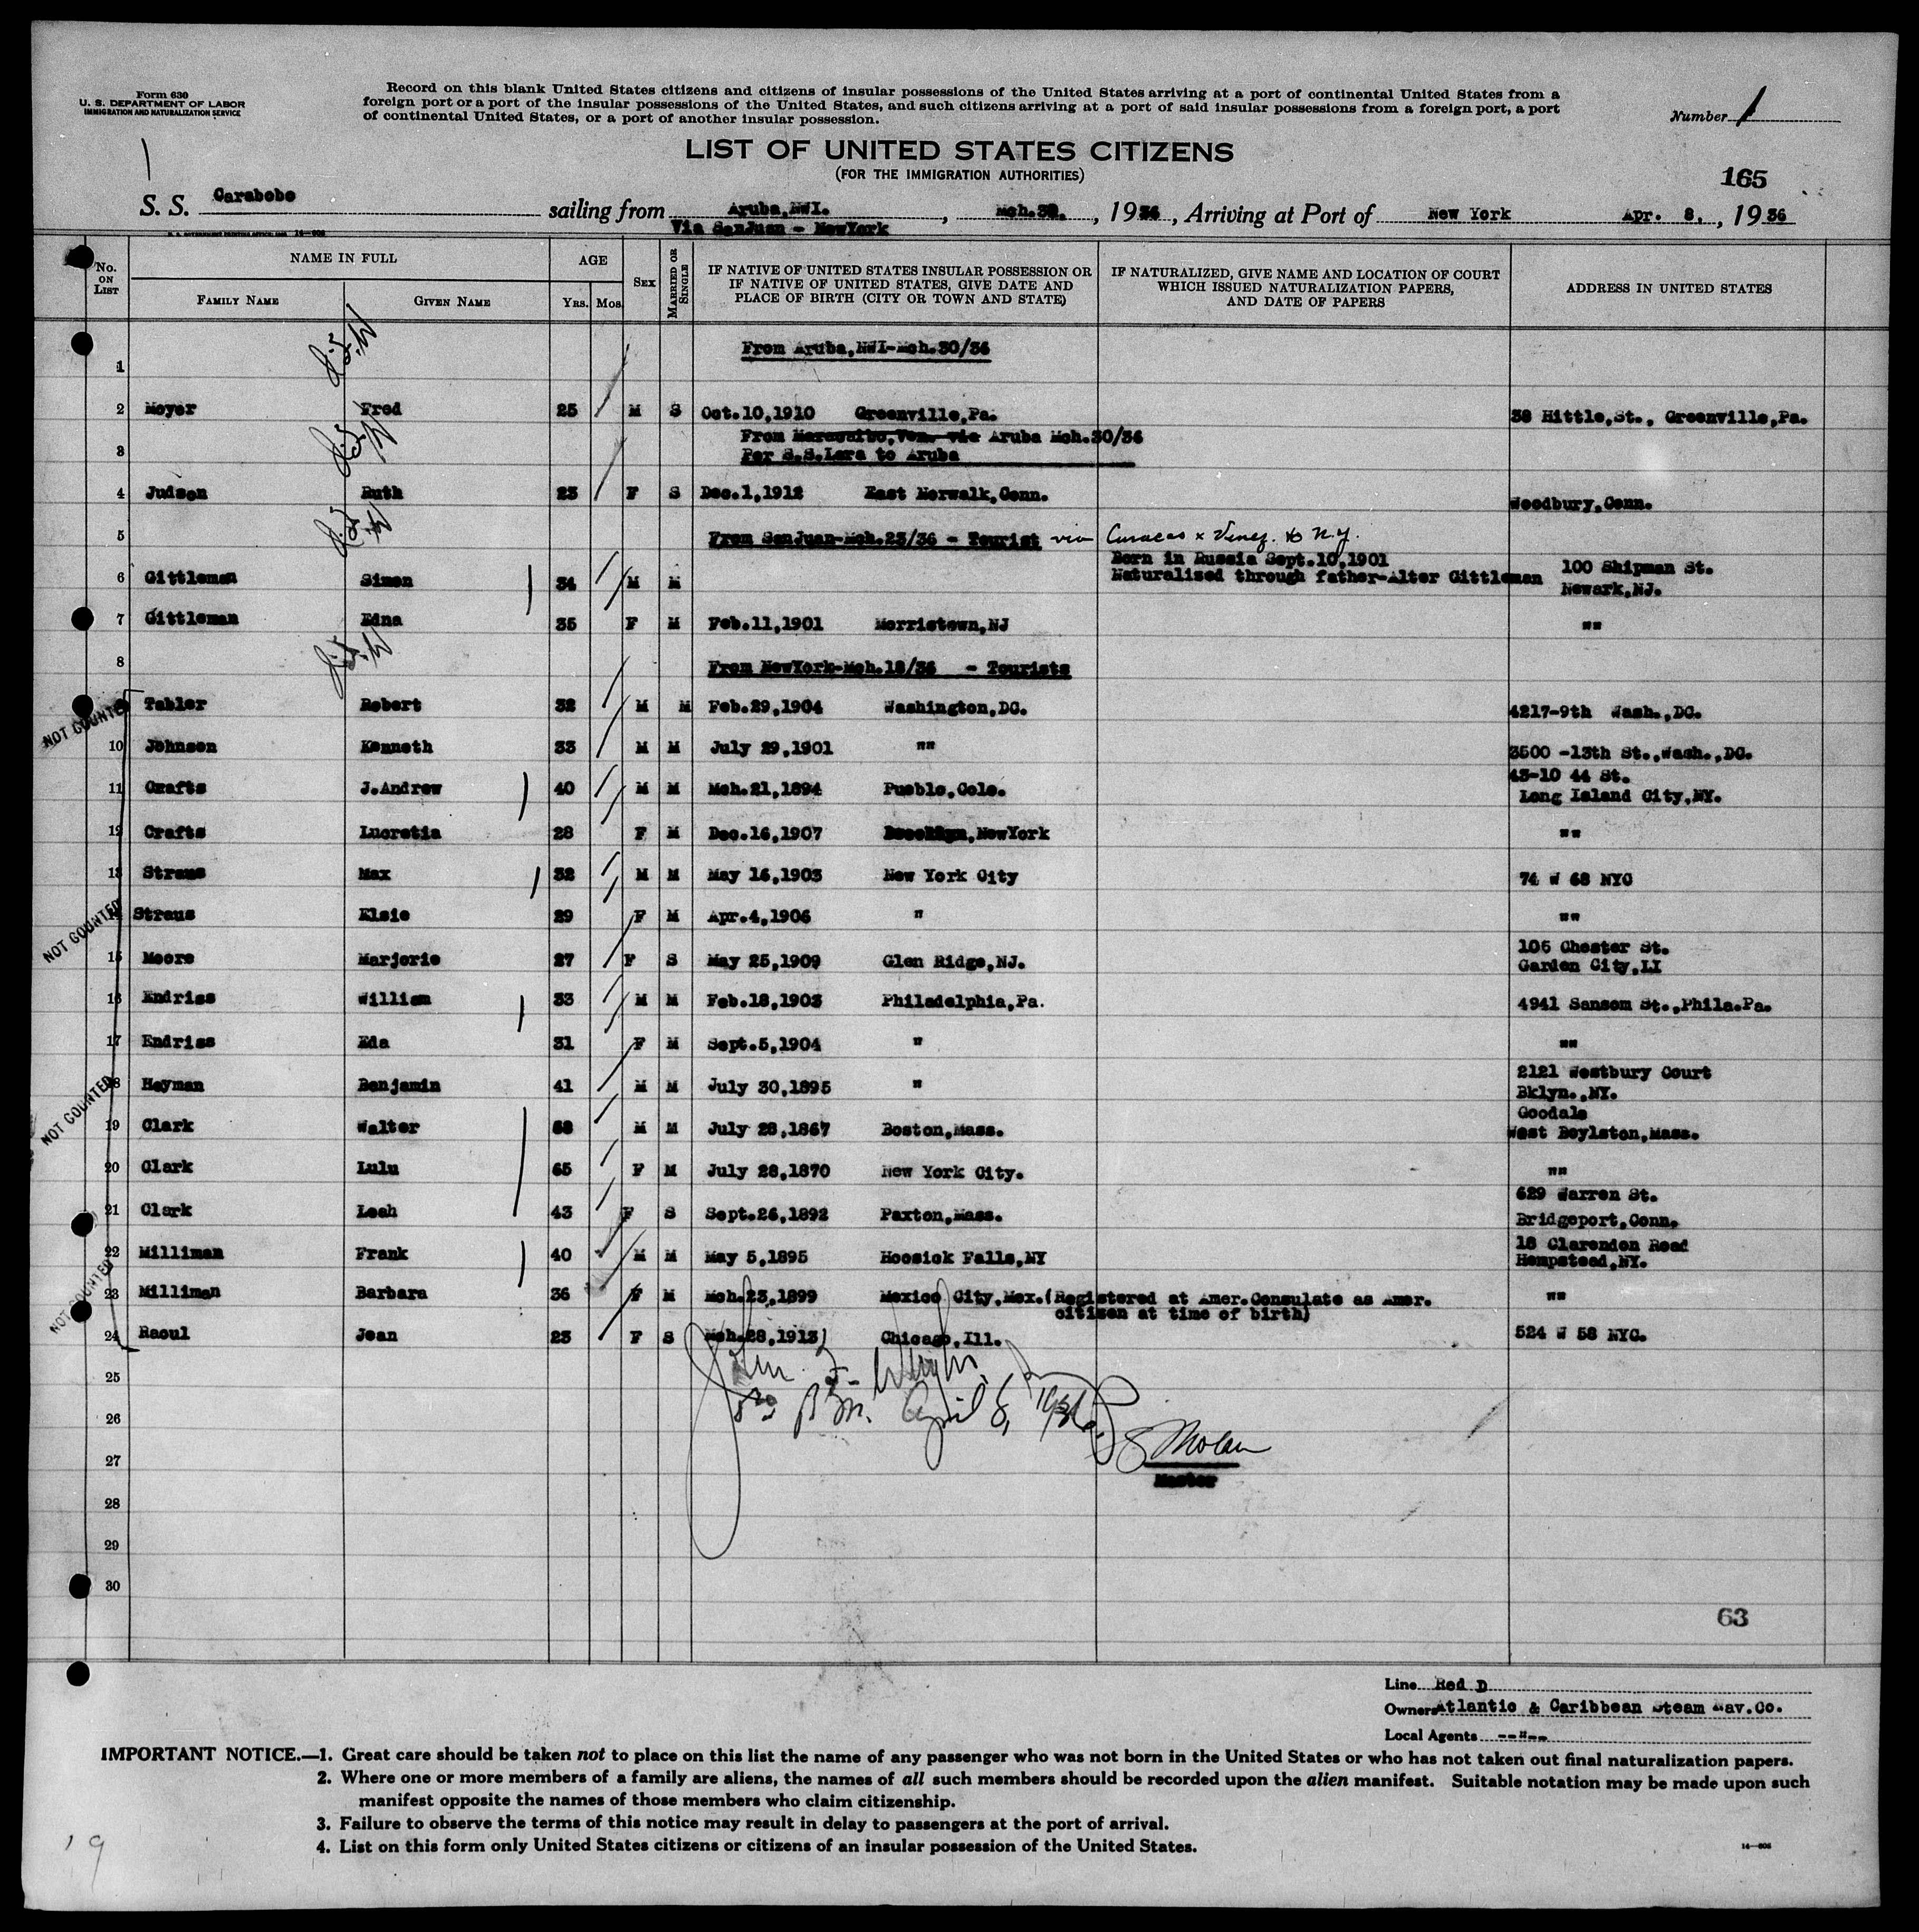 Form 630
U. S. DEPARTMENT OF LABOR
IMMIGRATION AND NATURALIZATION SERVICE
Record on this blank United States citizens and citizens of insular possessions of the United States arriving at a port of continental United States from a
foreign port or a port of the insular possessions of the United States, and such citizens arriving at a port of said insular possessions from a foreign port, a port
of continental United States, or a port of another insular possession.
Number 1
LIST OF UNITED STATES CITIZENS
(FOR THE IMMIGRATION AUTHORITIES)
165
S. S. Carabobo sailing from Aruba,NWI. , Mch.30. , 1936 , Arriving at Port of New York Apr. 8, , 1936
Via SanJuan - NewYork
No. ON LIST
NAME IN FULL
FAMILY NAME GIVEN NAME
AGE
YRS. MOS.
SEX
MARRIED OR SINGLE
IF NATIVE OF UNITED STATES INSULAR POSSESSION OR
IF NATIVE OF UNITED STATES, GIVE DATE AND
PLACE OF BIRTH (CITY OR TOWN AND STATE)
IF NATURALIZED, GIVE NAME AND LOCATION OF COURT
WHICH ISSUED NATURALIZATION PAPERS,
AND DATE OF PAPERS
ADDRESS IN UNITED STATES
1 From Aruba,NWI-Mch.30/36
2 Meyer Fred 25 M S Oct.10,1910 Greenville,Pa. 38 Hittle,St., Greenville,Pa.
3 From Maracaibo,Ven. via Aruba Mch.30/36
Per S.S.Lara to Aruba
4 Judson Ruth 23 F S Dec.1,1912 East Norwalk,Conn. Woodbury,Conn.
5 From SanJuan-Mch.23/36 - Tourist via Curacao x Venez. to N.Y.
Born in Russia Sept.10,1901
6 Gittleman Simon 34 M M Naturalized through father-Alter Gittleman 100 Shipman St.
Newark,NJ.
7 Gittleman Edna 35 F M Feb.11,1901 Morristown,NJ ""
8 From NewYork-Mch.18/36 - Tourists
9 Tabler Robert 32 M M Feb.29,1904 Washington,DC. 4217-9th Wash.,DC.
NOT COUNTED
10 Johnson Kenneth 33 M M July 29,1901 "" 3500 -13th St.,Wash.,DC.
43-10 44 St.
11 Crafts J.Andrew 40 M M Mch.21,1894 Pueblo,Colo. Long Island City,NY.
12 Crafts Lucretia 28 F M Dec.16,1907 Brooklyn,NewYork ""
13 Straus Max 32 M M May 16,1903 New York City 74 W 68 NYC
14 Straus Elsie 29 F M Apr.4,1906 " ""
NOT COUNTED
105 Chester St.
15 Moore Marjorie 27 F S May 25,1909 Glen Ridge,NJ. Garden City,LI
16 Endriss William 33 M M Feb.18,1903 Philadelphia,Pa. 4941 Sansom St.,Phila.Pa.
17 Endriss Eda 31 F M Sept.5,1904 " ""
2121 Westbury Court
18 Heyman Benjamin 41 M M July 30,1895 " Bklyn.,NY.
NOT COUNTED
Goodale
19 Clark Walter 68 M M July 28,1867 Boston,Mass. West Boylston,Mass.
20 Clark Lulu 65 F M July 28,1870 New York City. ""
629 Warren St.
21 Clark Leah 43 F S Sept.26,1892 Paxton,Mass. Bridgeport,Conn.
18 Clarendon Road
22 Milliman Frank 40 M M May 5,1895 Hoosick Falls,NY Hempstead,NY.
NOT COUNTED
23 Milliman Barbara 36 F M Mch.23,1899 Mexico City,Mex.(Registered at Amer.Consulate as Amer. ""
citizen at time of birth)
24 Raoul Jean 23 F S Mch.28,1913 Chicago,Ill. 524 W 58 NYC.
25
John F.
26
P.M. April 8, 1936
27
Master
28
29
30
63
Line Red D
Owners Atlantic & Caribbean Steam Nav.Co.
Local Agents --"--
IMPORTANT NOTICE.—1. Great care should be taken not to place on this list the name of any passenger who was not born in the United States or who has not taken out final naturalization papers.
2. Where one or more members of a family are aliens, the names of all such members should be recorded upon the alien manifest. Suitable notation may be made upon such
manifest opposite the names of those members who claim citizenship.
3. Failure to observe the terms of this notice may result in delay to passengers at the port of arrival.
4. List on this form only United States citizens or citizens of an insular possession of the United States.
19